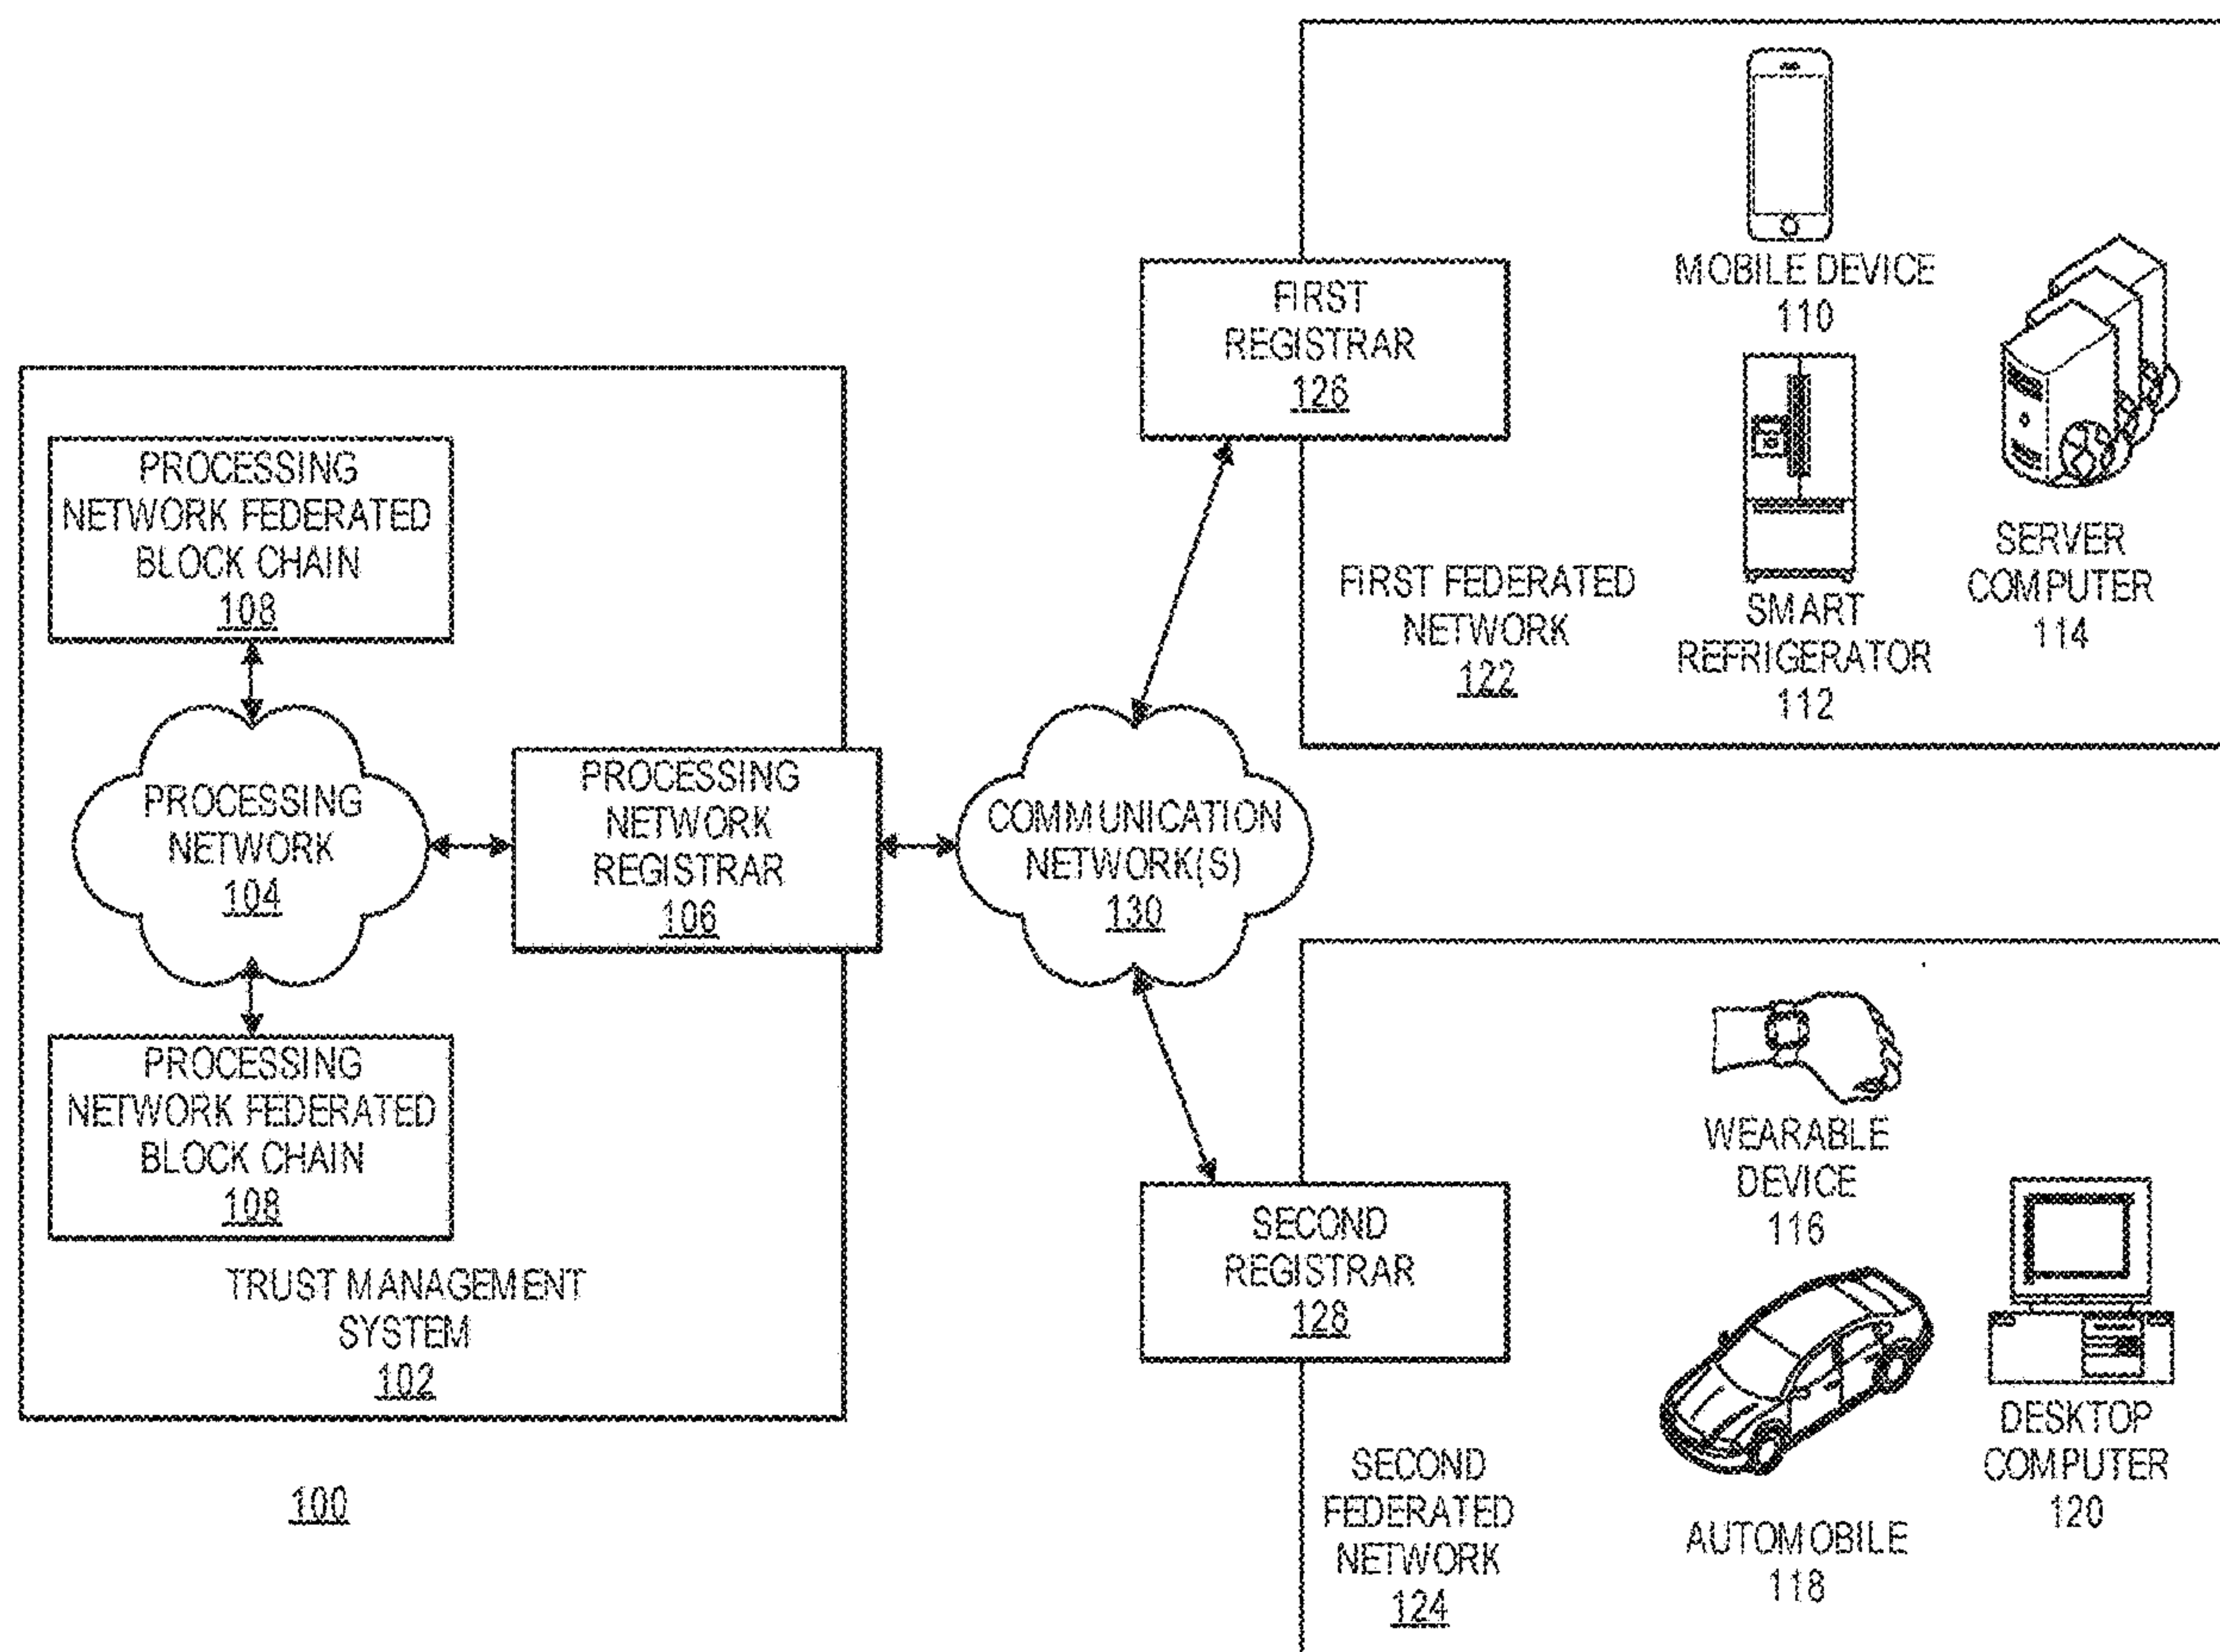 PROCESSING
NETWORK FEDERATED
BLOCK CHAIN
108
PROCESSING
NETWORK
104
PROCESSING
NETWORK
REGISTRAR
106
PROCESSING
NETWORK FEDERATED
BLOCK CHAIN
108
TRUST MANAGEMENT
SYSTEM
102
100
COMMUNICATION
NETWORK(S)
130
FIRST
REGISTRAR
126
FIRST FEDERATED
NETWORK
122
MOBILE DEVICE
110
SMART
REFRIGERATOR
112
SERVER
COMPUTER
114
SECOND
REGISTRAR
128
SECOND
FEDERATED
NETWORK
124
WEARABLE
DEVICE
116
AUTOMOBILE
118
DESKTOP
COMPUTER
120